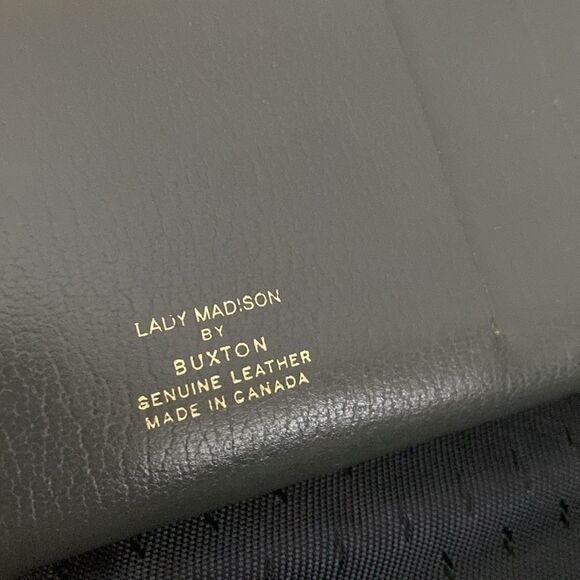 LADY MADISON
BY
BUXTON
GENUINE LEATHER
MADE IN CANADA